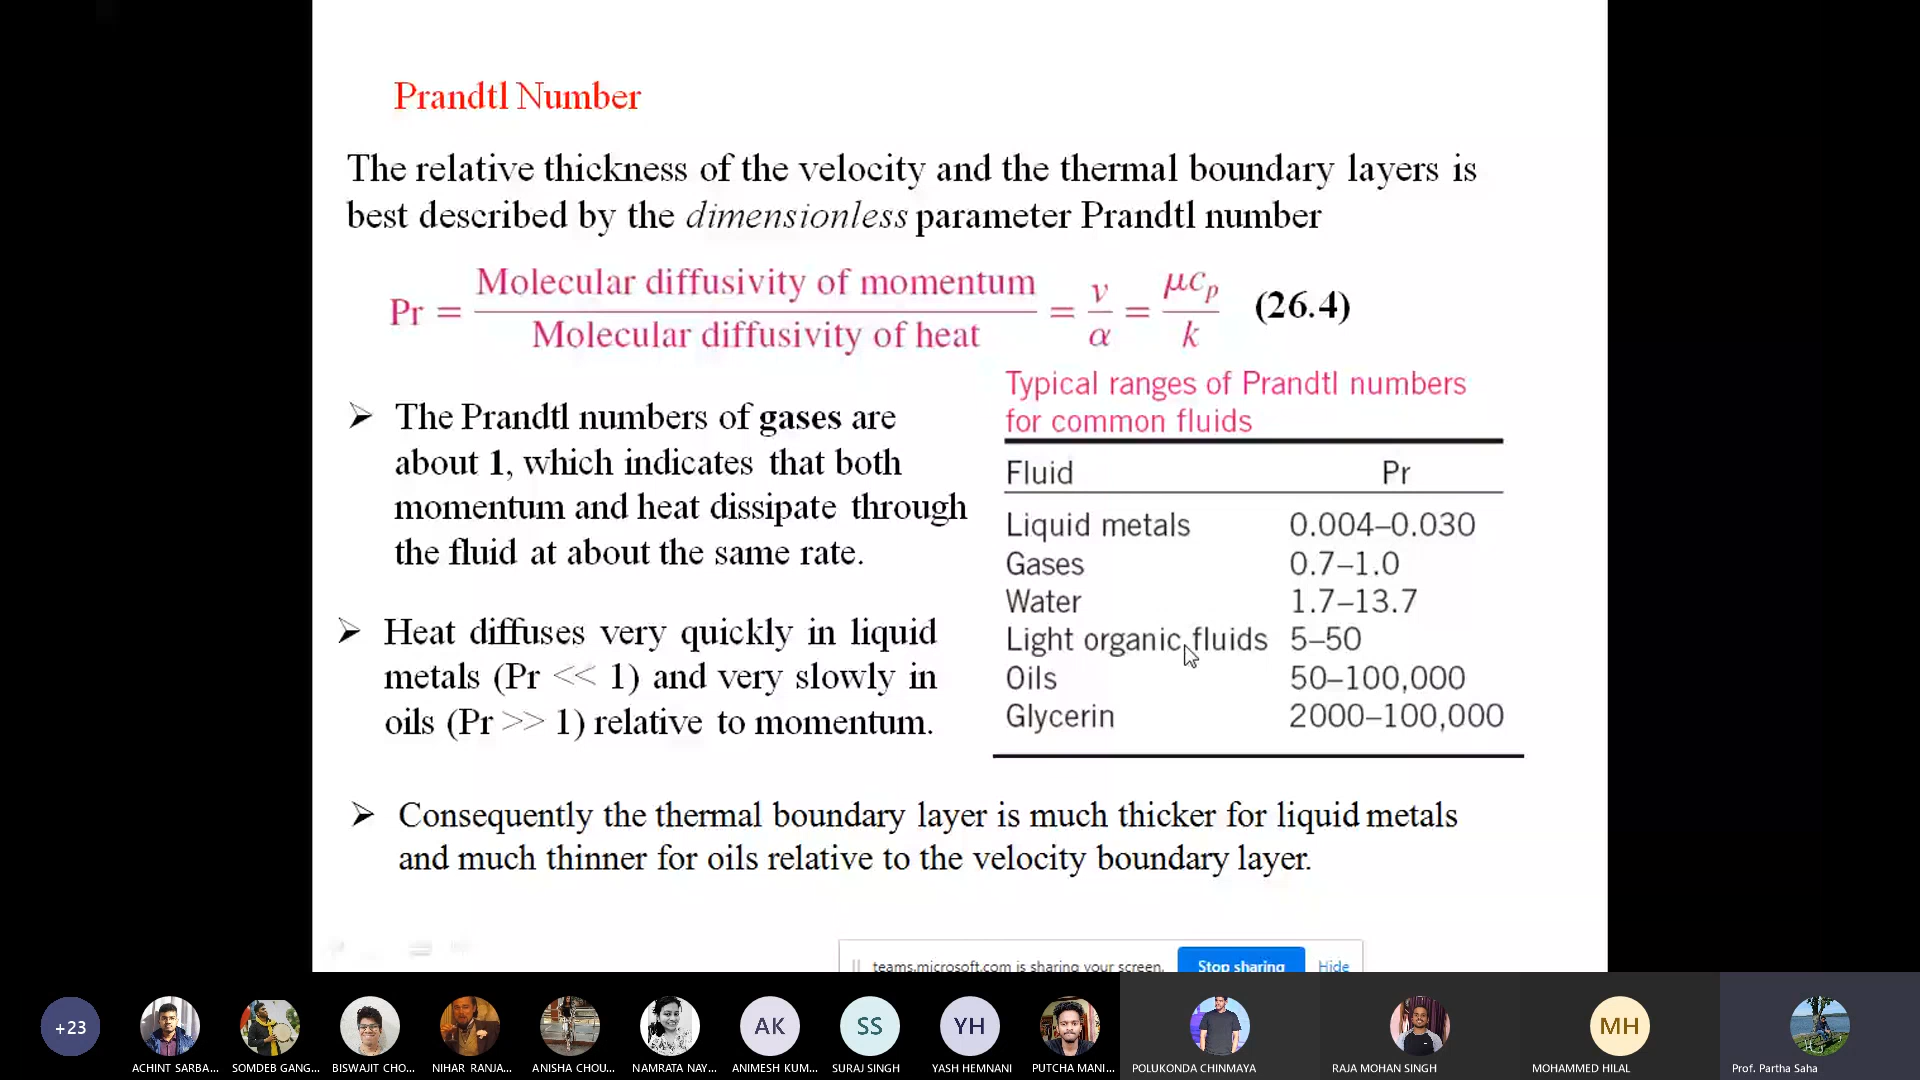 Prandtl Number
The relative thickness of the velocity and the thermal boundary layers is
best described by the dimensionless parameter Prandtl number
Pr = Molecular diffusivity of momentum / Molecular diffusivity of heat = ν/α = μc_p/k (26.4)
➢ The Prandtl numbers of gases are
about 1, which indicates that both
momentum and heat dissipate through
the fluid at about the same rate.
➢ Heat diffuses very quickly in liquid
metals (Pr << 1) and very slowly in
oils (Pr >> 1) relative to momentum.
Typical ranges of Prandtl numbers
for common fluids
Fluid Pr
Liquid metals 0.004–0.030
Gases 0.7–1.0
Water 1.7–13.7
Light organic fluids 5–50
Oils 50–100,000
Glycerin 2000–100,000
➢ Consequently the thermal boundary layer is much thicker for liquid metals
and much thinner for oils relative to the velocity boundary layer.
teams.microsoft.com is sharing your screen. Stop sharing Hide
+23 AK SS YH MH
ACHINT SARBA... SOMDEB GANG... BISWAJIT CHO... NIHAR RANJA... ANISHA CHOU... NAMRATA NAY... ANIMESH KUM... SURAJ SINGH YASH HEMNANI PUTCHA MANI... POLUKONDA CHINMAYA RAJA MOHAN SINGH MOHAMMED HILAL Prof. Partha Saha